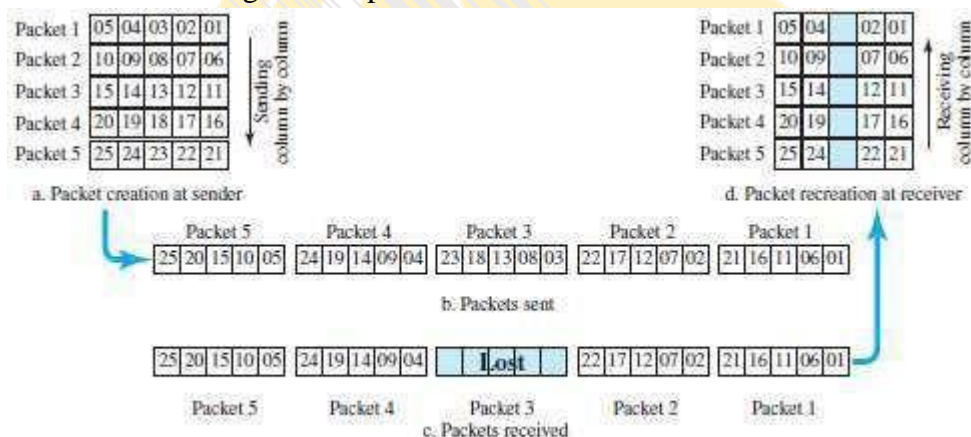 Packet 1 05 04 03 02 01
Packet 2 10 09 08 07 06
Packet 3 15 14 13 12 11
Packet 4 20 19 18 17 16
Packet 5 25 24 23 22 21
Sending
column by column
a. Packet creation at sender
Packet 1 05 04 02 01
Packet 2 10 09 07 06
Packet 3 15 14 12 11
Packet 4 20 19 17 16
Packet 5 25 24 22 21
Receiving
column by column
d. Packet recreation at receiver
Packet 5 Packet 4 Packet 3 Packet 2 Packet 1
25 20 15 10 05 24 19 14 09 04 23 18 13 08 03 22 17 12 07 02 21 16 11 06 01
b. Packets sent
25 20 15 10 05 24 19 14 09 04 Lost 22 17 12 07 02 21 16 11 06 01
Packet 5 Packet 4 Packet 3 Packet 2 Packet 1
c. Packets received